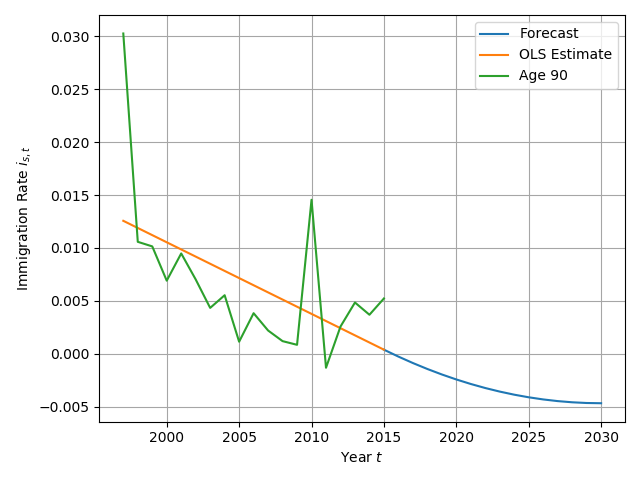 Forecast
OLS Estimate
Age 90
0.030
0.025
0.020
0.015
0.010
0.005
0.000
−0.005
Immigration Rate i_{s,t}
2000 2005 2010 2015 2020 2025 2030
Year t